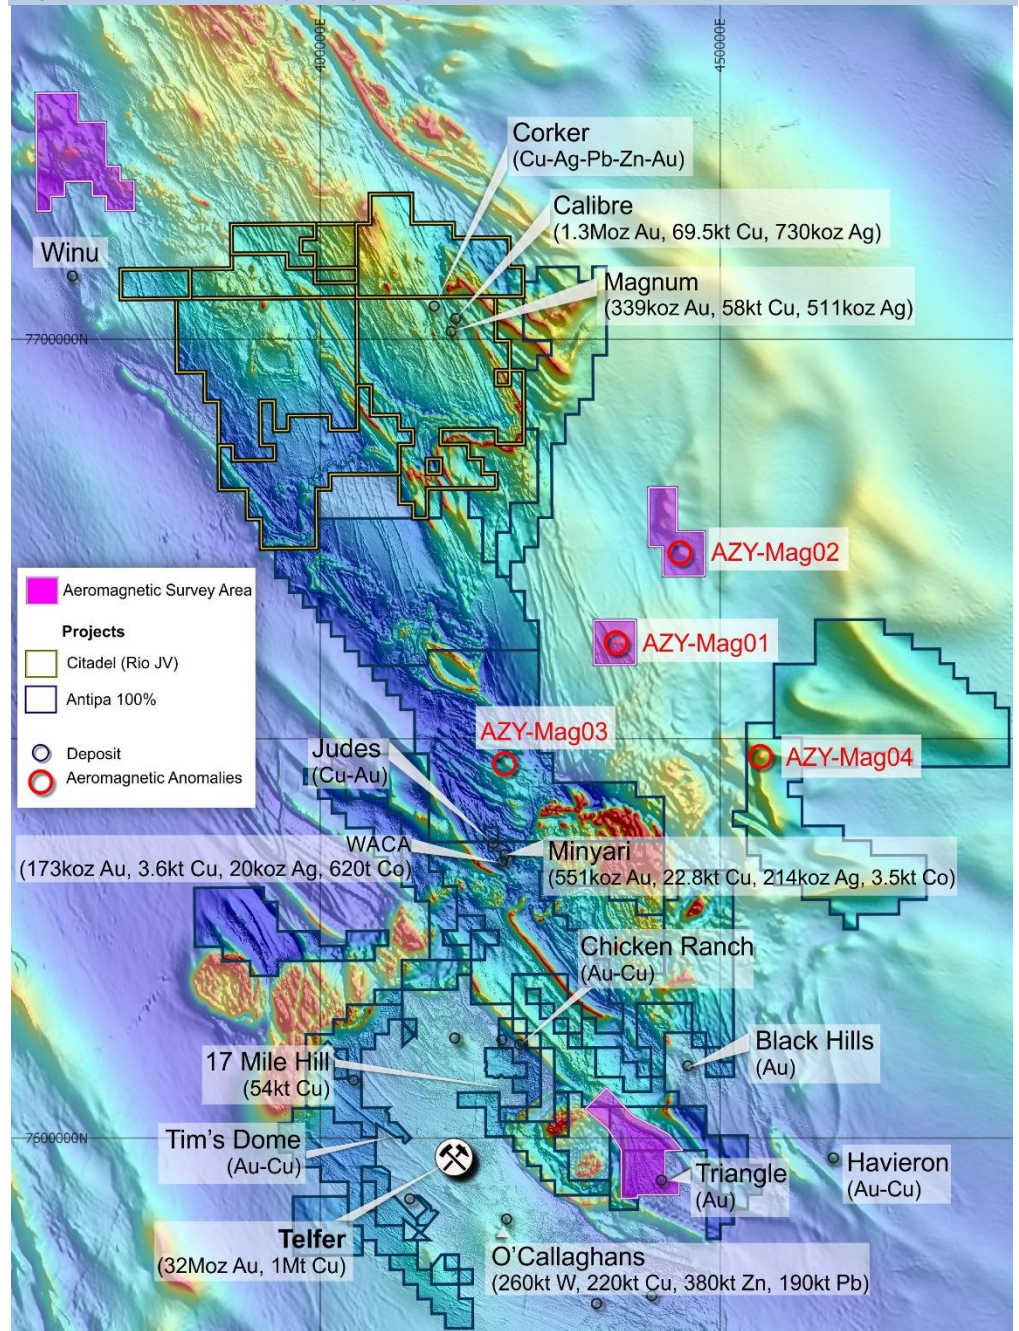 400000E
450000E
Corker
(Cu-Ag-Pb-Zn-Au)
Calibre
(1.3Moz Au, 69.5kt Cu, 730koz Ag)
Winu
Magnum
(339koz Au, 58kt Cu, 511koz Ag)
7700000N
AZY-Mag02
Aeromagnetic Survey Area
Projects
Citadel (Rio JV)
Antipa 100%
Deposit
Aeromagnetic Anomalies
AZY-Mag01
AZY-Mag03
Judes
(Cu-Au)
AZY-Mag04
WACA
(173koz Au, 3.6kt Cu, 20koz Ag, 620t Co)
Minyari
(551koz Au, 22.8kt Cu, 214koz Ag, 3.5kt Co)
Chicken Ranch
(Au-Cu)
17 Mile Hill
(54kt Cu)
Black Hills
(Au)
7600000N
Tim's Dome
(Au-Cu)
Triangle
(Au)
Havieron
(Au-Cu)
Telfer
(32Moz Au, 1Mt Cu)
O'Callaghans
(260kt W, 220kt Cu, 380kt Zn, 190kt Pb)